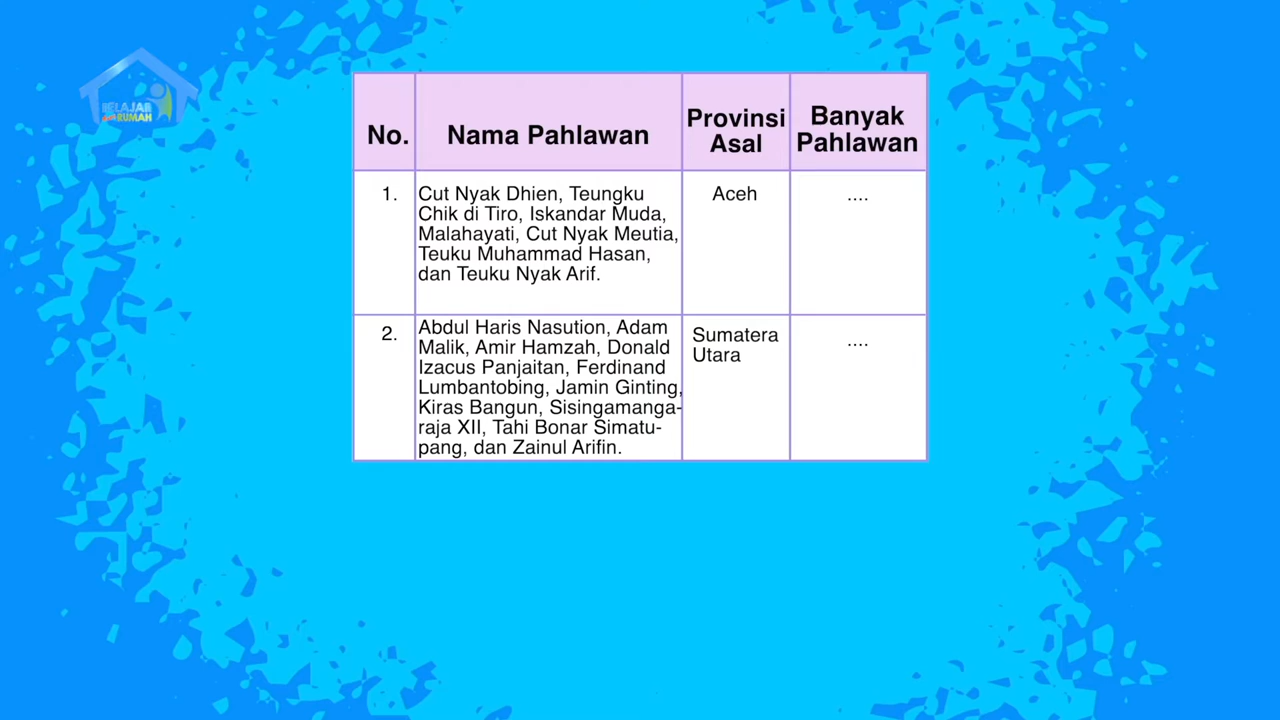 BELAJAR
dari RUMAH
No.
Nama Pahlawan
Provinsi
Asal
Banyak
Pahlawan
1.
Cut Nyak Dhien, Teungku
Chik di Tiro, Iskandar Muda,
Malahayati, Cut Nyak Meutia,
Teuku Muhammad Hasan,
dan Teuku Nyak Arif.
Aceh
....
2.
Abdul Haris Nasution, Adam
Malik, Amir Hamzah, Donald
Izacus Panjaitan, Ferdinand
Lumbantobing, Jamin Ginting,
Kiras Bangun, Sisingamanga-
raja XII, Tahi Bonar Simatu-
pang, dan Zainul Arifin.
Sumatera
Utara
....